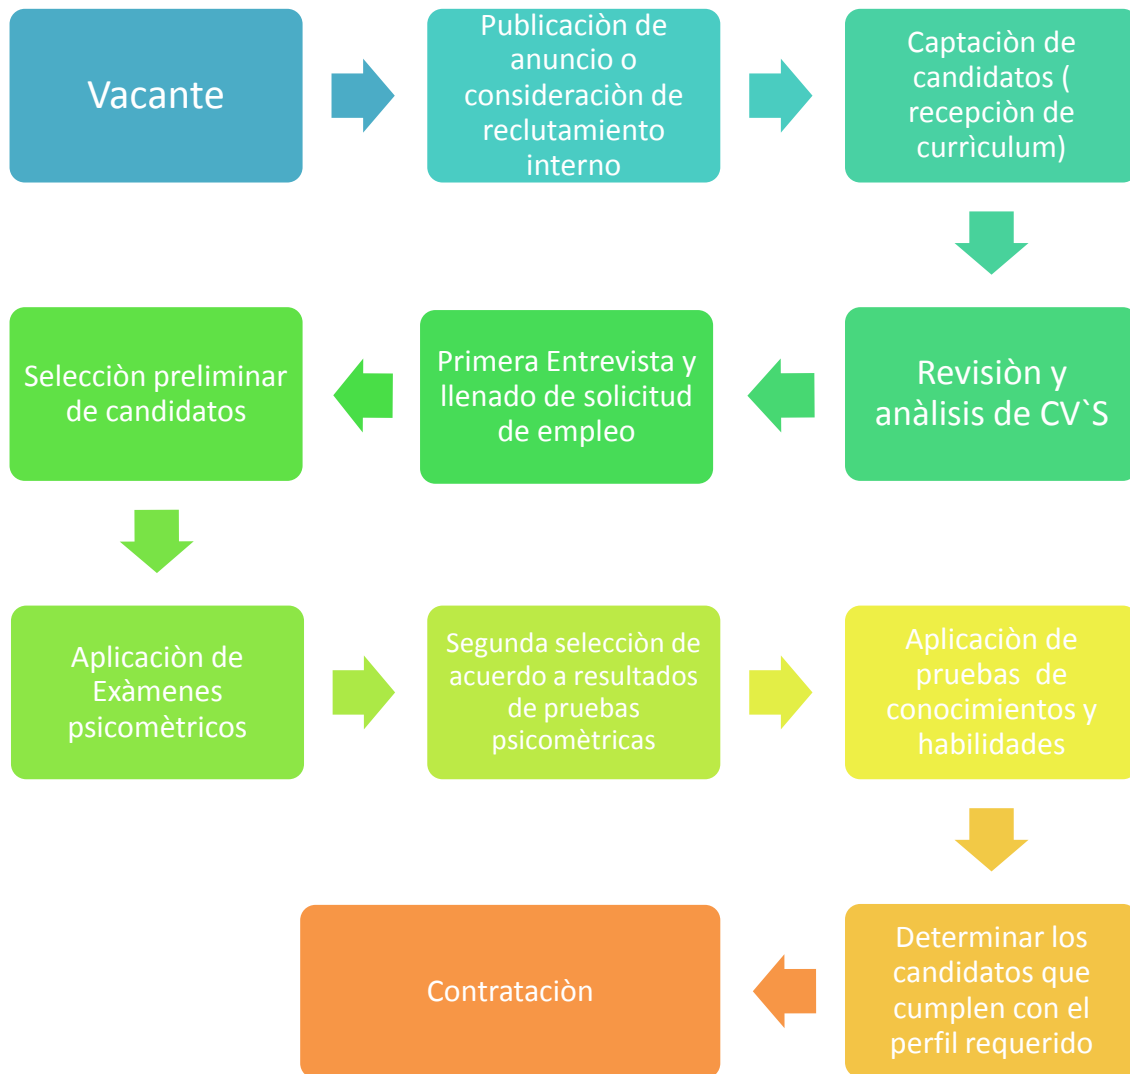 Vacante
Publicaciòn de
anuncio o
consideraciòn de
reclutamiento
interno
Captaciòn de
candidatos (
recepciòn de
currìculum)
Revisiòn y
anàlisis de CV`S
Primera Entrevista y
llenado de solicitud
de empleo
Selecciòn preliminar
de candidatos
Aplicaciòn de
Exàmenes
psicomètricos
Segunda selecciòn de
acuerdo a resultados
de pruebas
psicomètricas
Aplicaciòn de
pruebas  de
conocimientos y
habilidades
Determinar los
candidatos que
cumplen con el
perfil requerido
Contrataciòn